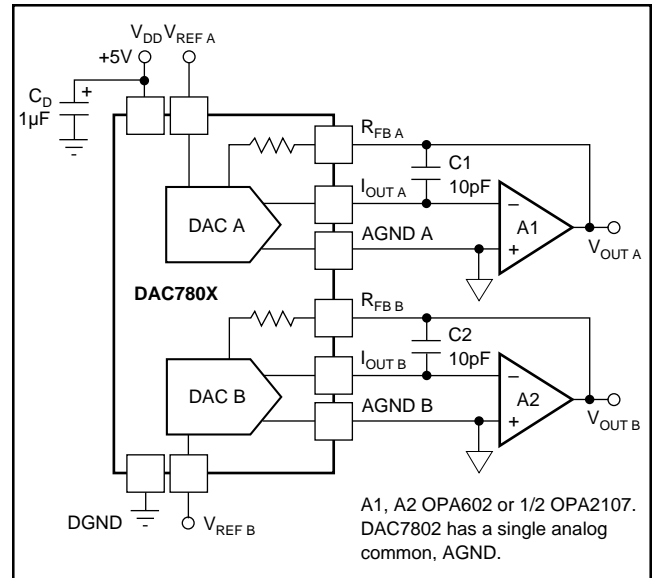 V_DD V_REF A
+5V
C_D
+
1µF
R_FB A
C1
10pF
I_OUT A
–
DAC A
A1
AGND A
+
V_OUT A
DAC780X
R_FB B
C2
10pF
I_OUT B
–
DAC B
A2
AGND B
+
V_OUT B
DGND
V_REF B
A1, A2 OPA602 or 1/2 OPA2107.
DAC7802 has a single analog
common, AGND.